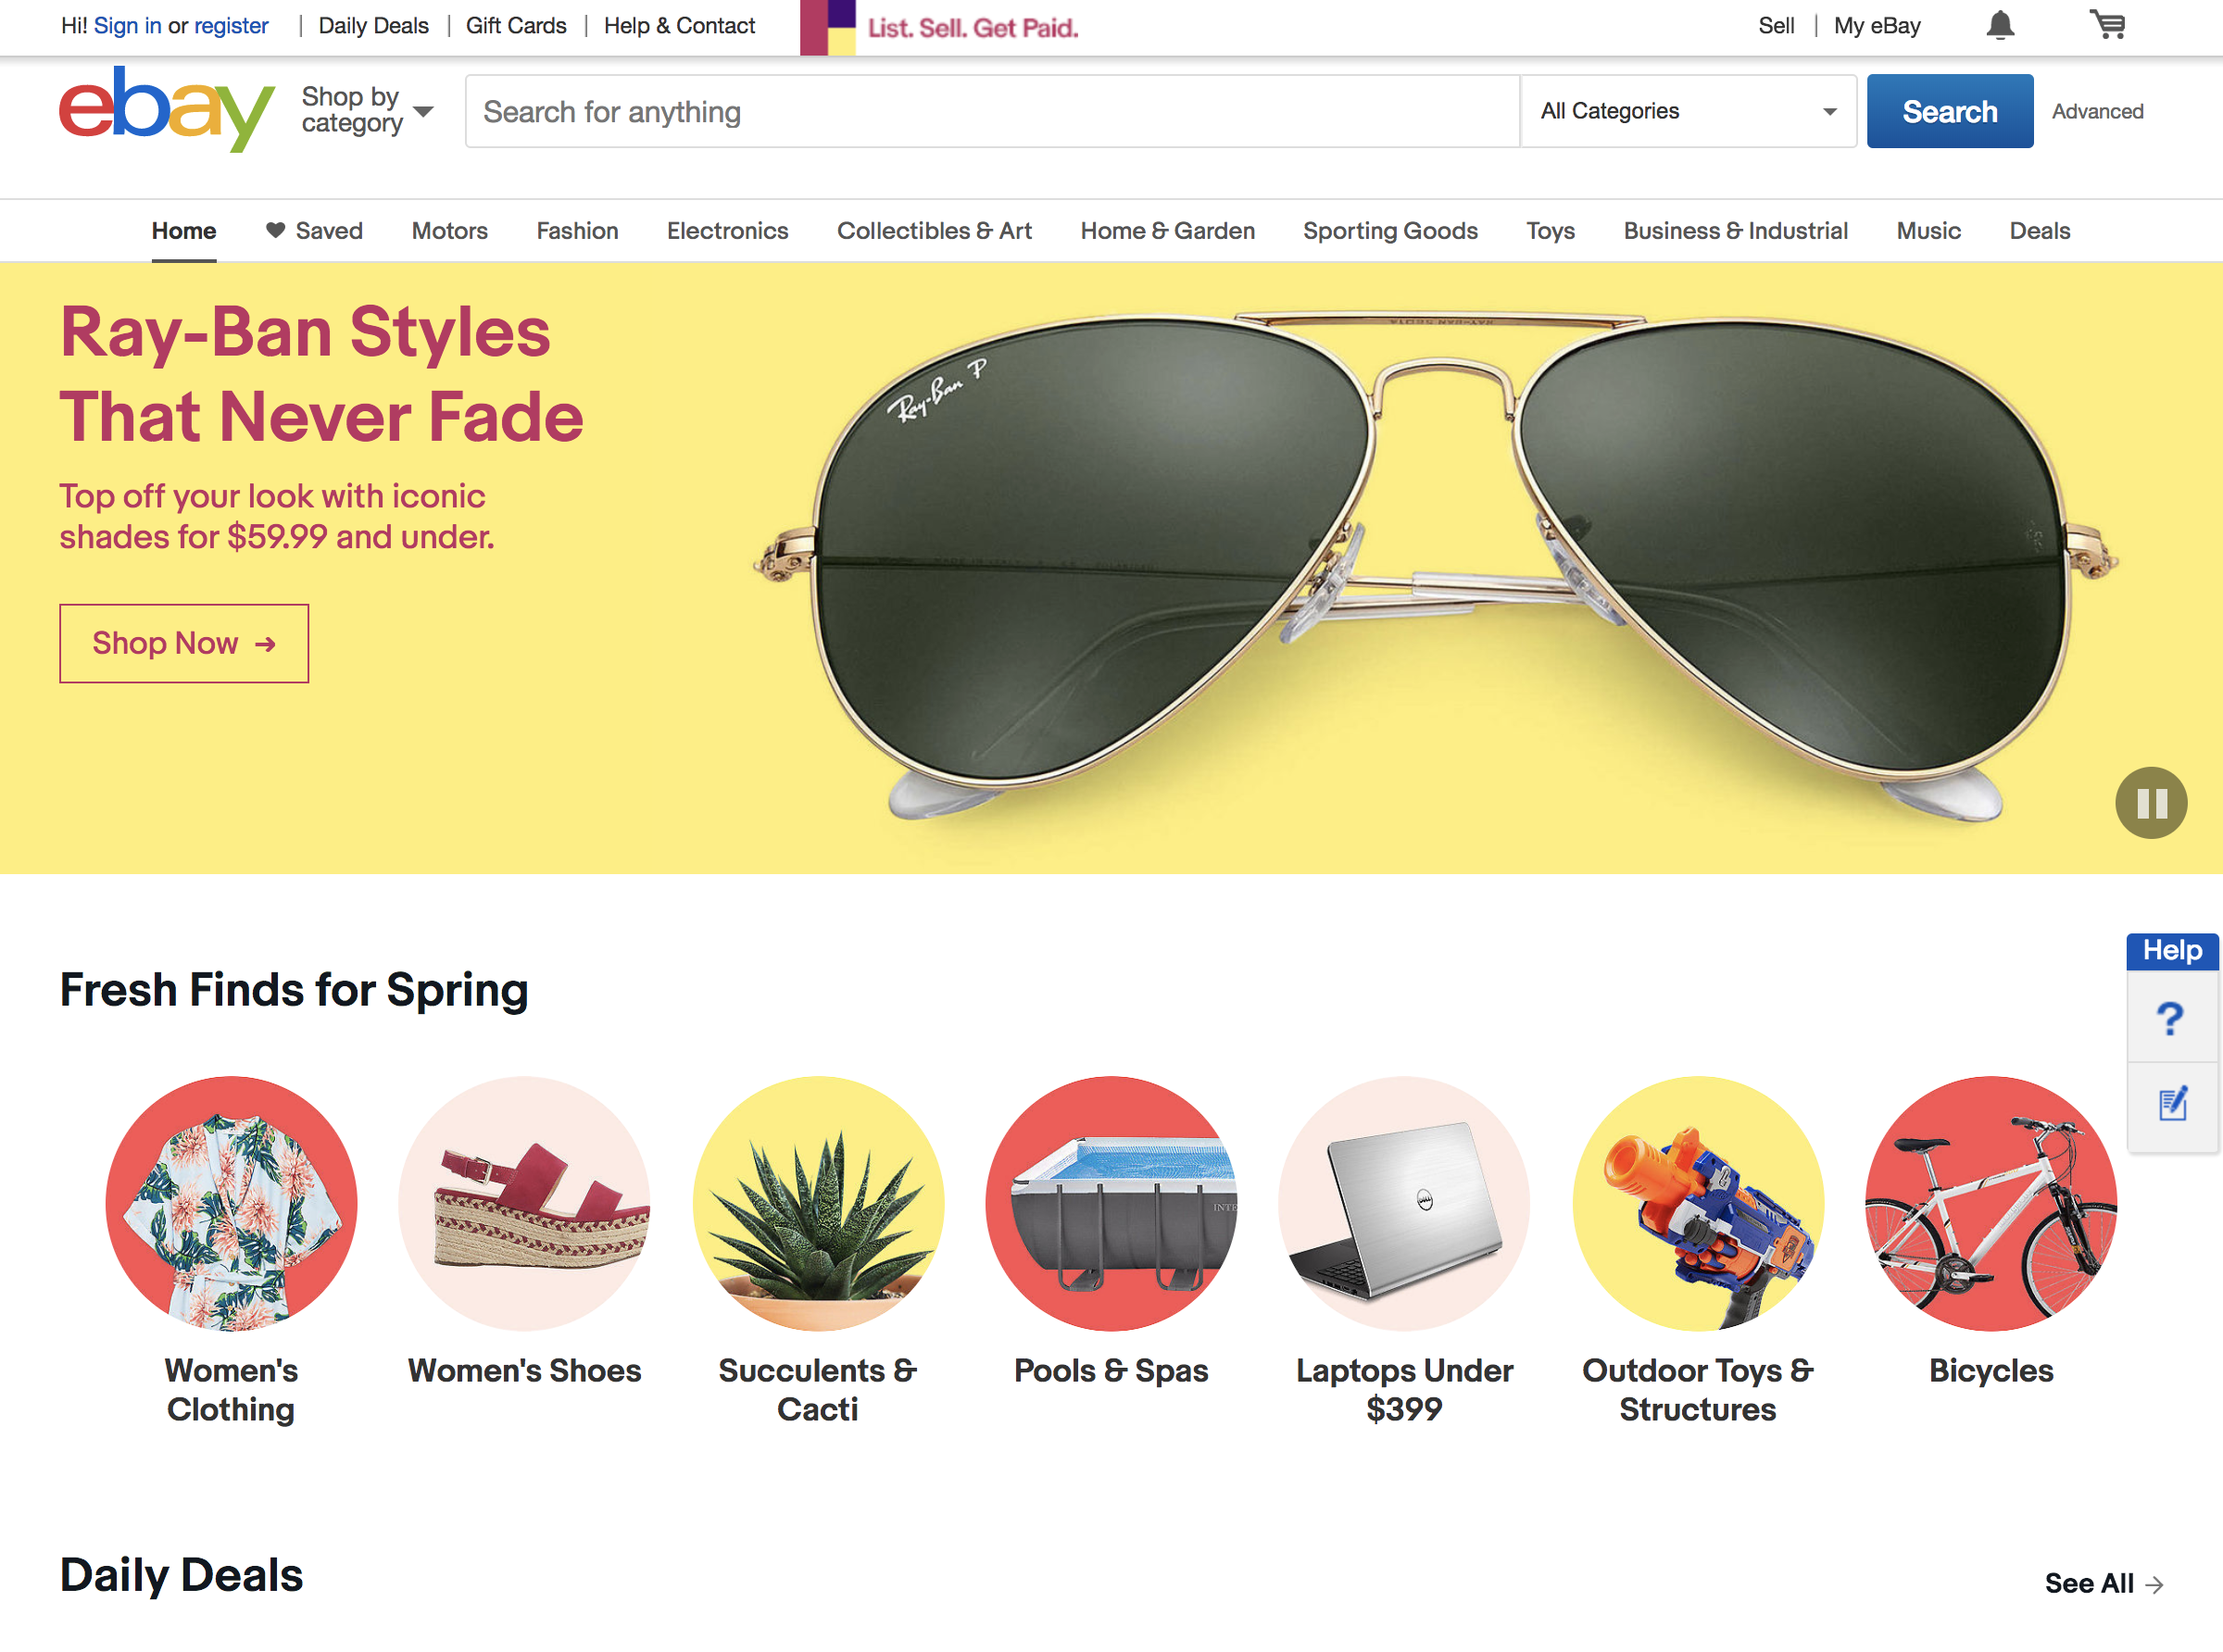 Hi! Sign in or register | Daily Deals | Gift Cards | Help & Contact
List. Sell. Get Paid.
Sell | My eBay
ebay
Shop by
category
Search for anything
All Categories
Search
Advanced
Home
Saved
Motors
Fashion
Electronics
Collectibles & Art
Home & Garden
Sporting Goods
Toys
Business & Industrial
Music
Deals
Ray-Ban Styles
That Never Fade
Top off your look with iconic
shades for $59.99 and under.
Shop Now →
Ray-Ban P
Help
?
Fresh Finds for Spring
INTE
DELL
Women's
Clothing
Women's Shoes
Succulents &
Cacti
Pools & Spas
Laptops Under
$399
Outdoor Toys &
Structures
Bicycles
Daily Deals
See All →